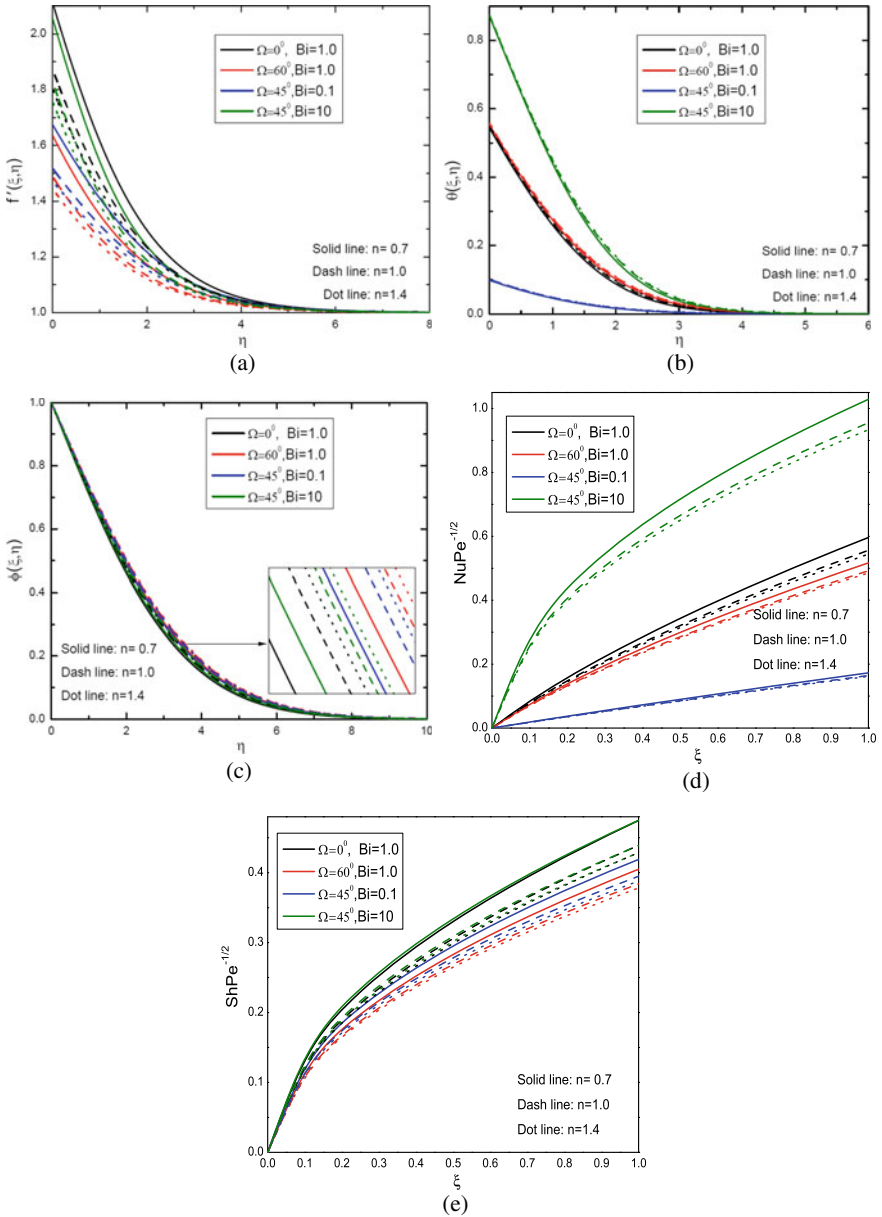 2.0
1.8
1.6
1.4
1.2
1.0
f ′(ξ,η)
Ω=0⁰, Bi=1.0
Ω=60⁰,Bi=1.0
Ω=45⁰,Bi=0.1
Ω=45⁰,Bi=10
Solid line: n= 0.7
Dash line: n=1.0
Dot line: n=1.4
0 2 4 6 8
η
(a)
0.8
0.6
0.4
0.2
0.0
θ(ξ,η)
Ω=0⁰, Bi=1.0
Ω=60⁰,Bi=1.0
Ω=45⁰,Bi=0.1
Ω=45⁰,Bi=10
Solid line: n= 0.7
Dash line: n=1.0
Dot line: n=1.4
0 1 2 3 4 5 6
η
(b)
1.0
0.8
0.6
0.4
0.2
0.0
ϕ(ξ,η)
Ω=0⁰, Bi=1.0
Ω=60⁰,Bi=1.0
Ω=45⁰,Bi=0.1
Ω=45⁰,Bi=10
Solid line: n= 0.7
Dash line: n=1.0
Dot line: n=1.4
0 2 4 6 8 10
η
(c)
1.0
0.8
0.6
0.4
0.2
0.0
NuPe⁻¹/²
Ω=0⁰, Bi=1.0
Ω=60⁰,Bi=1.0
Ω=45⁰,Bi=0.1
Ω=45⁰,Bi=10
Solid line: n= 0.7
Dash line: n=1.0
Dot line: n=1.4
0.0 0.1 0.2 0.3 0.4 0.5 0.6 0.7 0.8 0.9 1.0
ξ
(d)
0.4
0.3
0.2
0.1
0.0
ShPe⁻¹/²
Ω=0⁰, Bi=1.0
Ω=60⁰,Bi=1.0
Ω=45⁰,Bi=0.1
Ω=45⁰,Bi=10
Solid line: n= 0.7
Dash line: n=1.0
Dot line: n=1.4
0.0 0.1 0.2 0.3 0.4 0.5 0.6 0.7 0.8 0.9 1.0
ξ
(e)